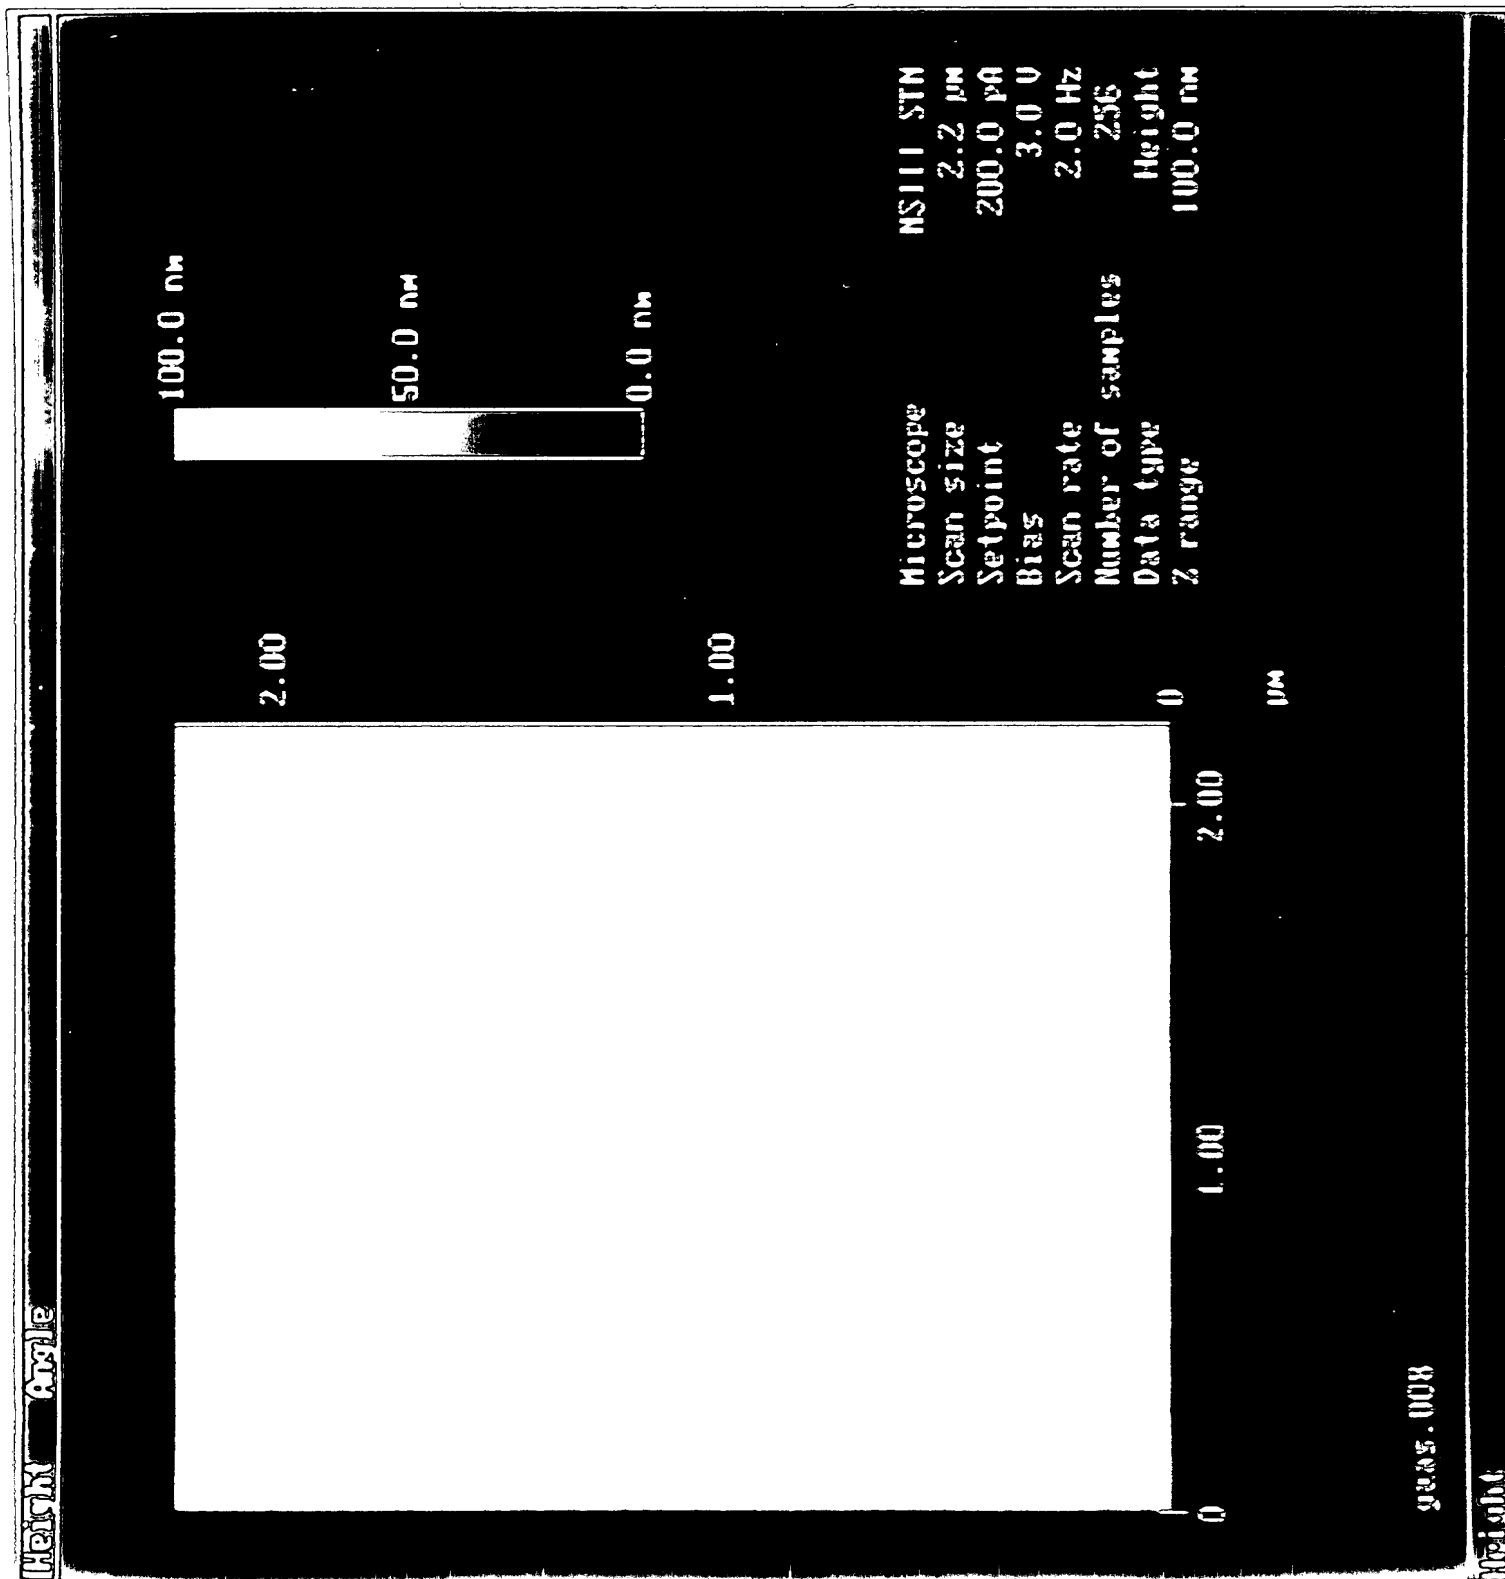 Height Angle
100.0 nm
50.0 nm
0.0 nm
2.00
1.00
0
µm
0 1.00 2.00
Microscope NSIII STM
Scan size 2.2 µm
Setpoint 200.0 pA
Bias 3.0 V
Scan rate 2.0 Hz
Number of samples 256
Data type Height
Z range 100.0 nm
gaas.008
Height